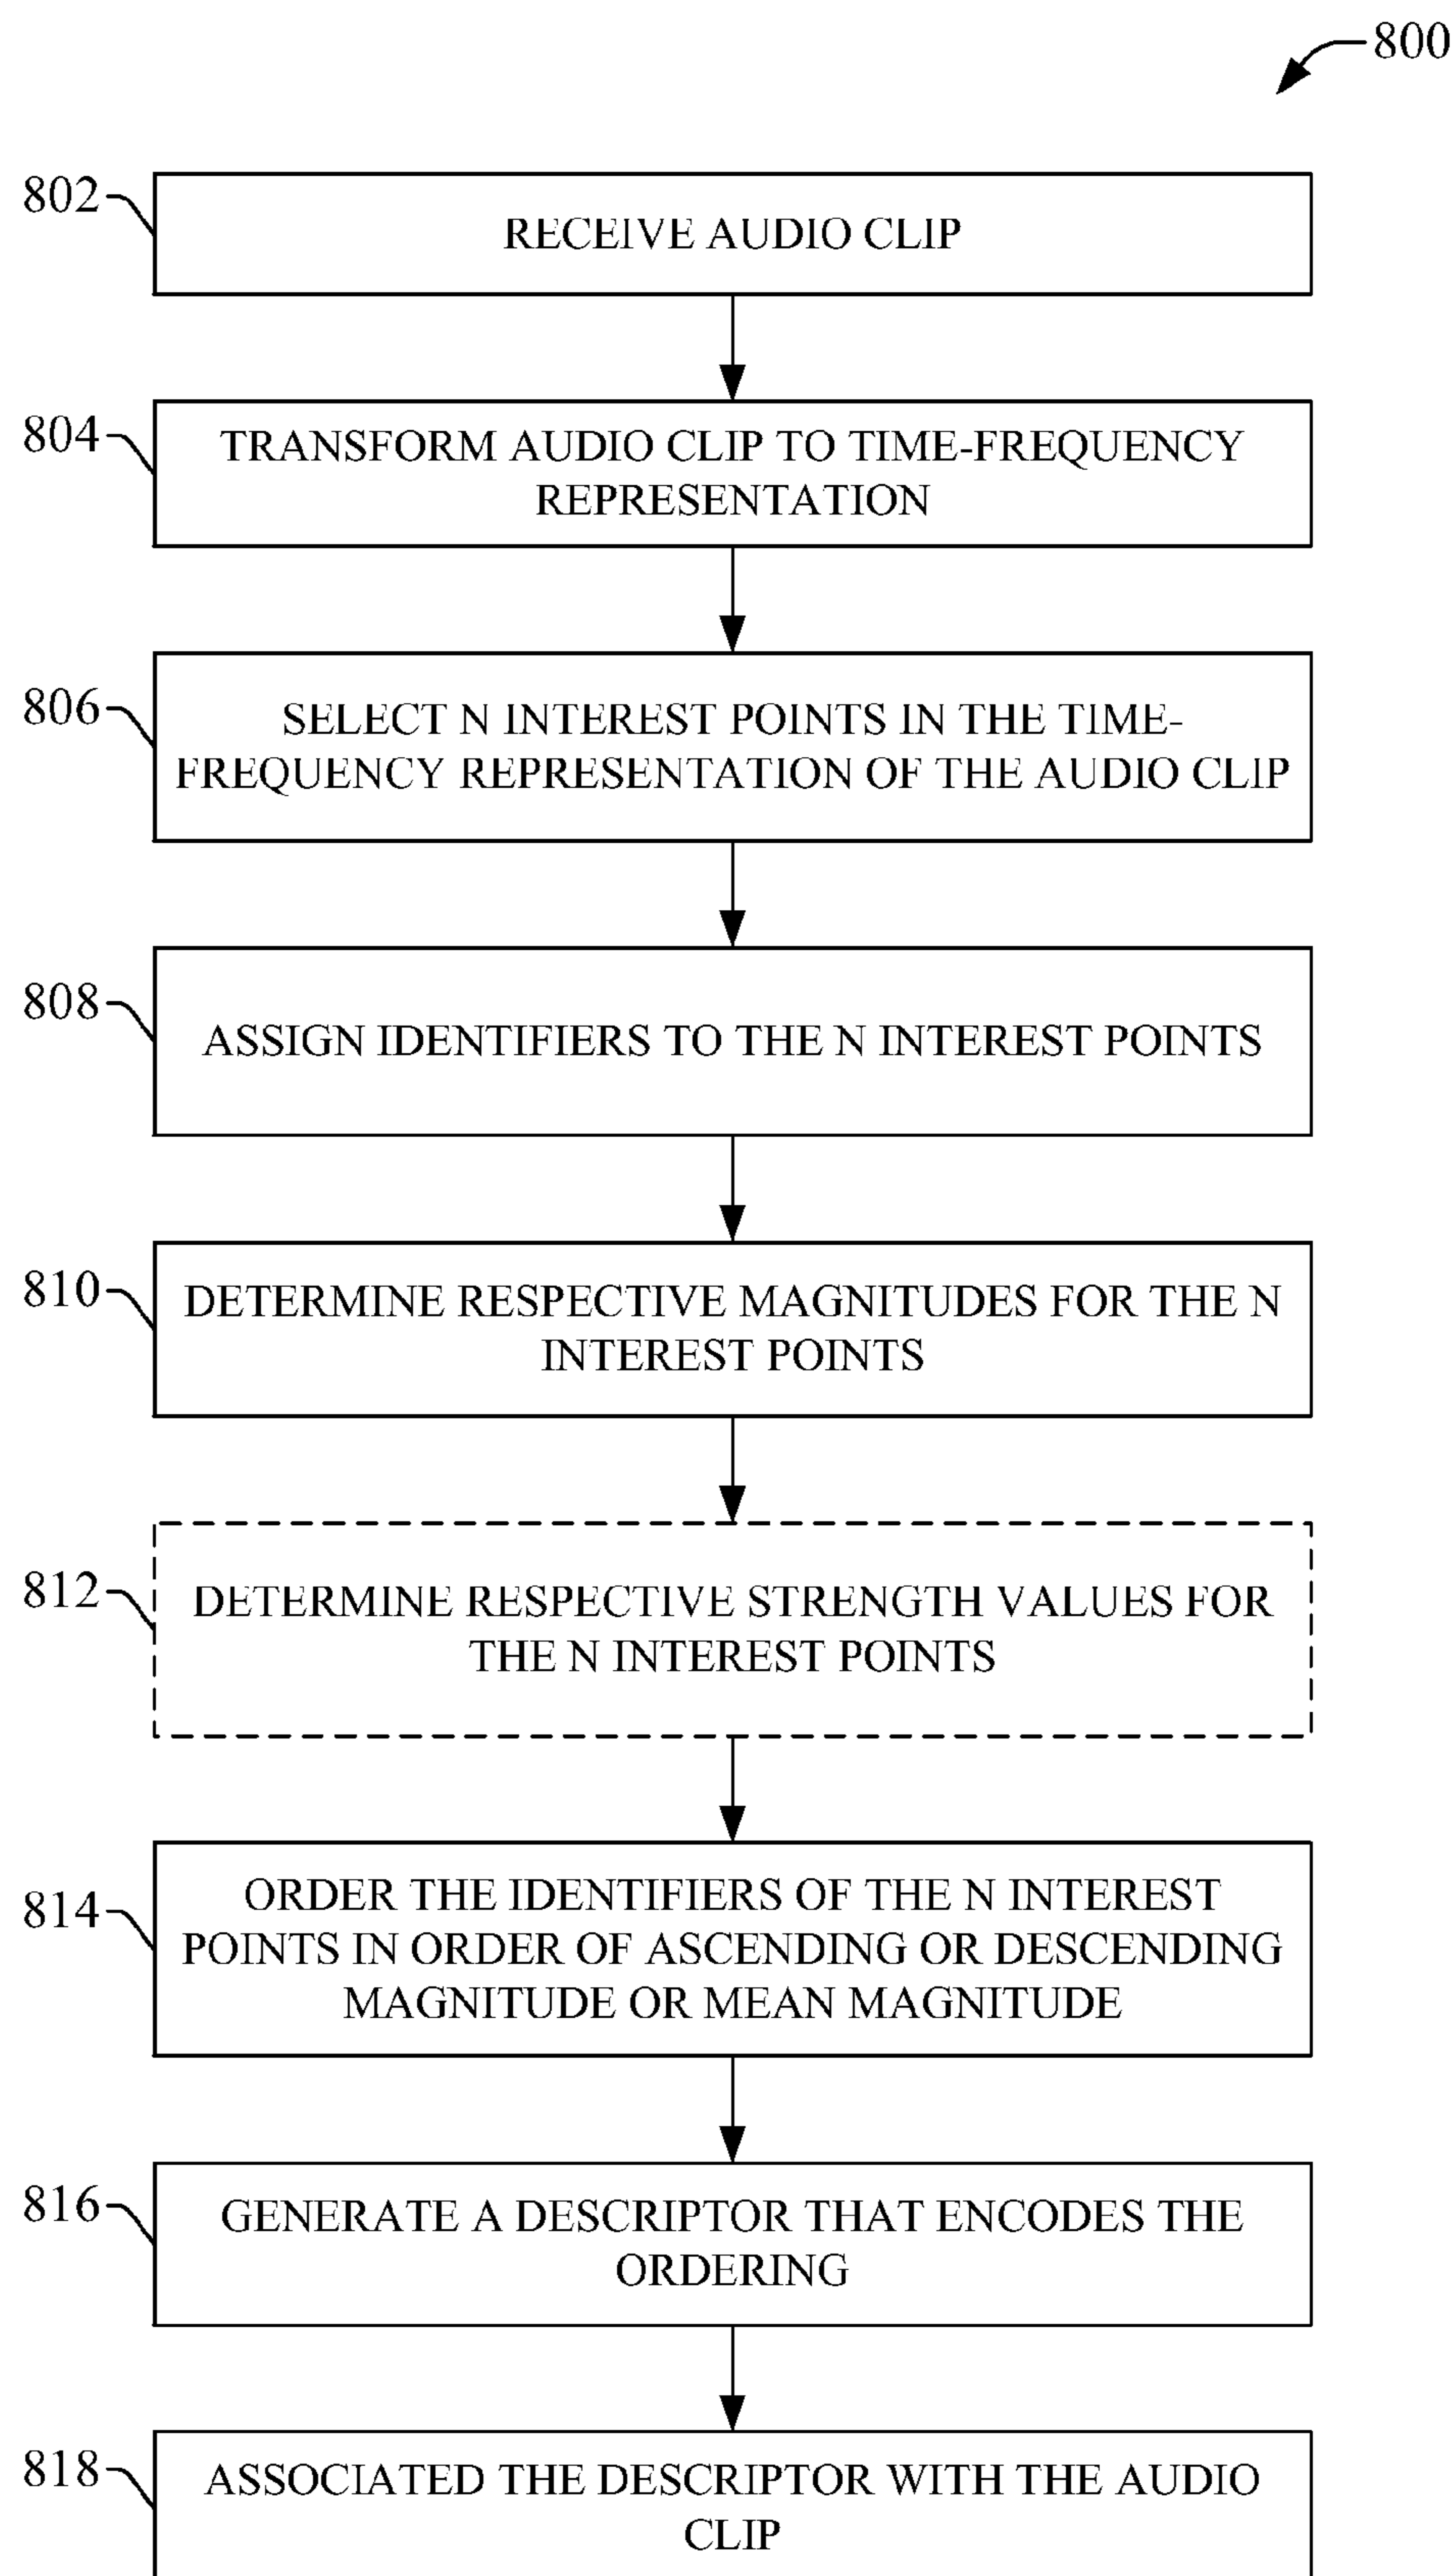 800
802
RECEIVE AUDIO CLIP
804
TRANSFORM AUDIO CLIP TO TIME-FREQUENCY
REPRESENTATION
806
SELECT N INTEREST POINTS IN THE TIME-
FREQUENCY REPRESENTATION OF THE AUDIO CLIP
808
ASSIGN IDENTIFIERS TO THE N INTEREST POINTS
810
DETERMINE RESPECTIVE MAGNITUDES FOR THE N
INTEREST POINTS
812
DETERMINE RESPECTIVE STRENGTH VALUES FOR
THE N INTEREST POINTS
814
ORDER THE IDENTIFIERS OF THE N INTEREST
POINTS IN ORDER OF ASCENDING OR DESCENDING
MAGNITUDE OR MEAN MAGNITUDE
816
GENERATE A DESCRIPTOR THAT ENCODES THE
ORDERING
818
ASSOCIATED THE DESCRIPTOR WITH THE AUDIO
CLIP